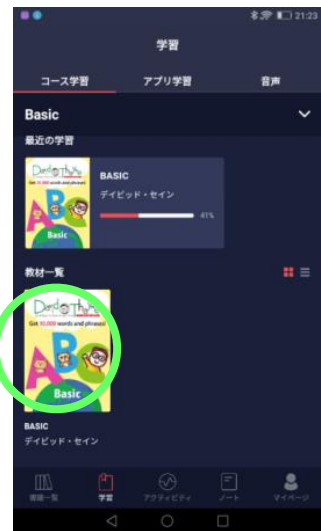 21:23
学習
コース学習
アプリ学習
音声
Basic
最近の学習
Get 10,000 words and phrases
ABC
Basic
BASIC
デイビッド・セイン
41%
教材一覧
Get 10,000 words and phrases
ABC
Basic
BASIC
デイビッド・セイン
書籍一覧
学習
アクティビティ
ノート
マイページ